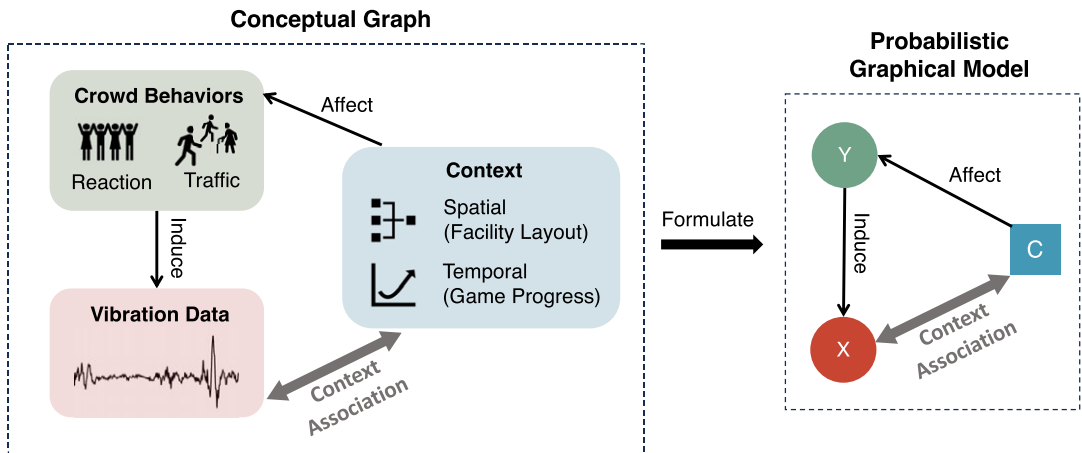 Conceptual Graph
Crowd Behaviors
Reaction
Traffic
Affect
Context
Spatial
(Facility Layout)
Temporal
(Game Progress)
Induce
Vibration Data
Context
Association
Formulate
Probabilistic
Graphical Model
Y
Affect
Induce
C
X
Context
Association